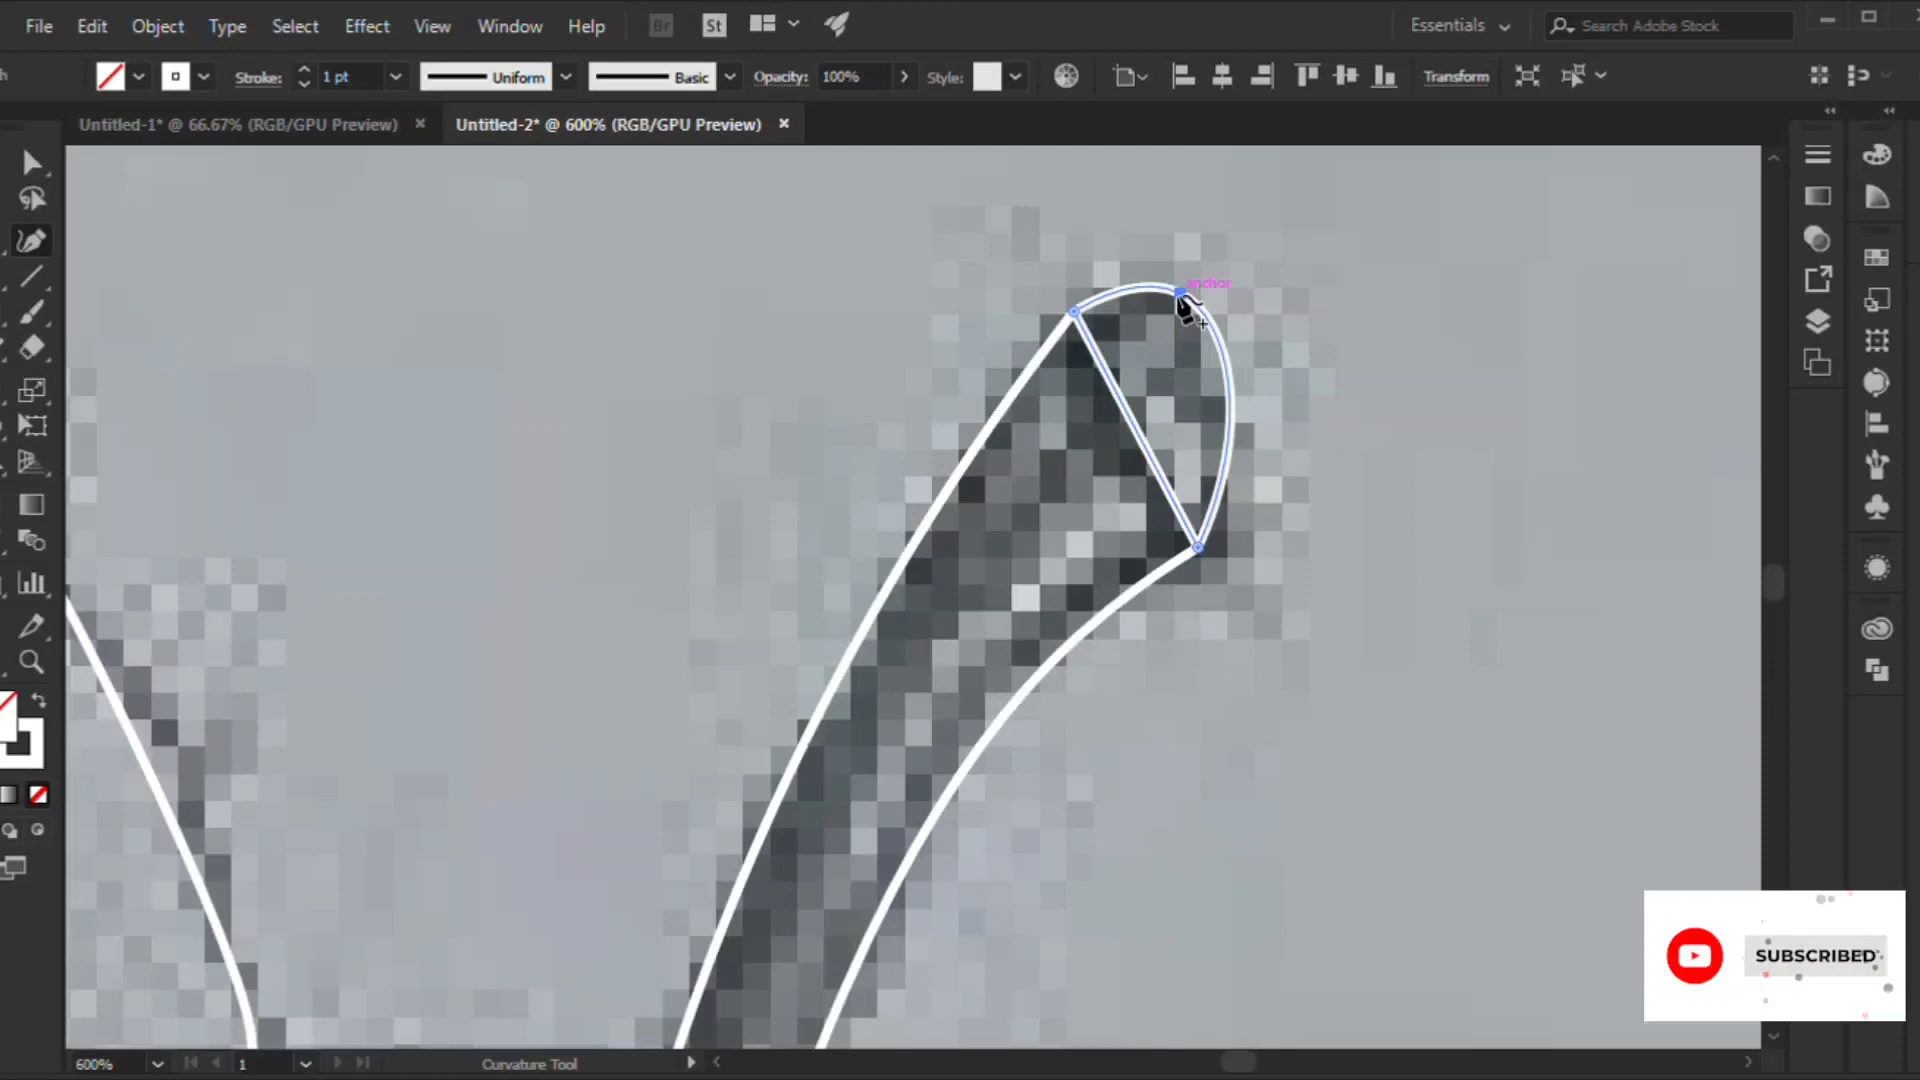 File Edit Object Type Select Effect View Window Help Br St Essentials Search Adobe Stock
h Stroke: 1 pt Uniform Basic Opacity: 100% Style: Transform
Untitled-1* @ 66.67% (RGB/GPU Preview) × Untitled-2* @ 600% (RGB/GPU Preview) ×
anchor
SUBSCRIBED
600% 1 Curvature Tool